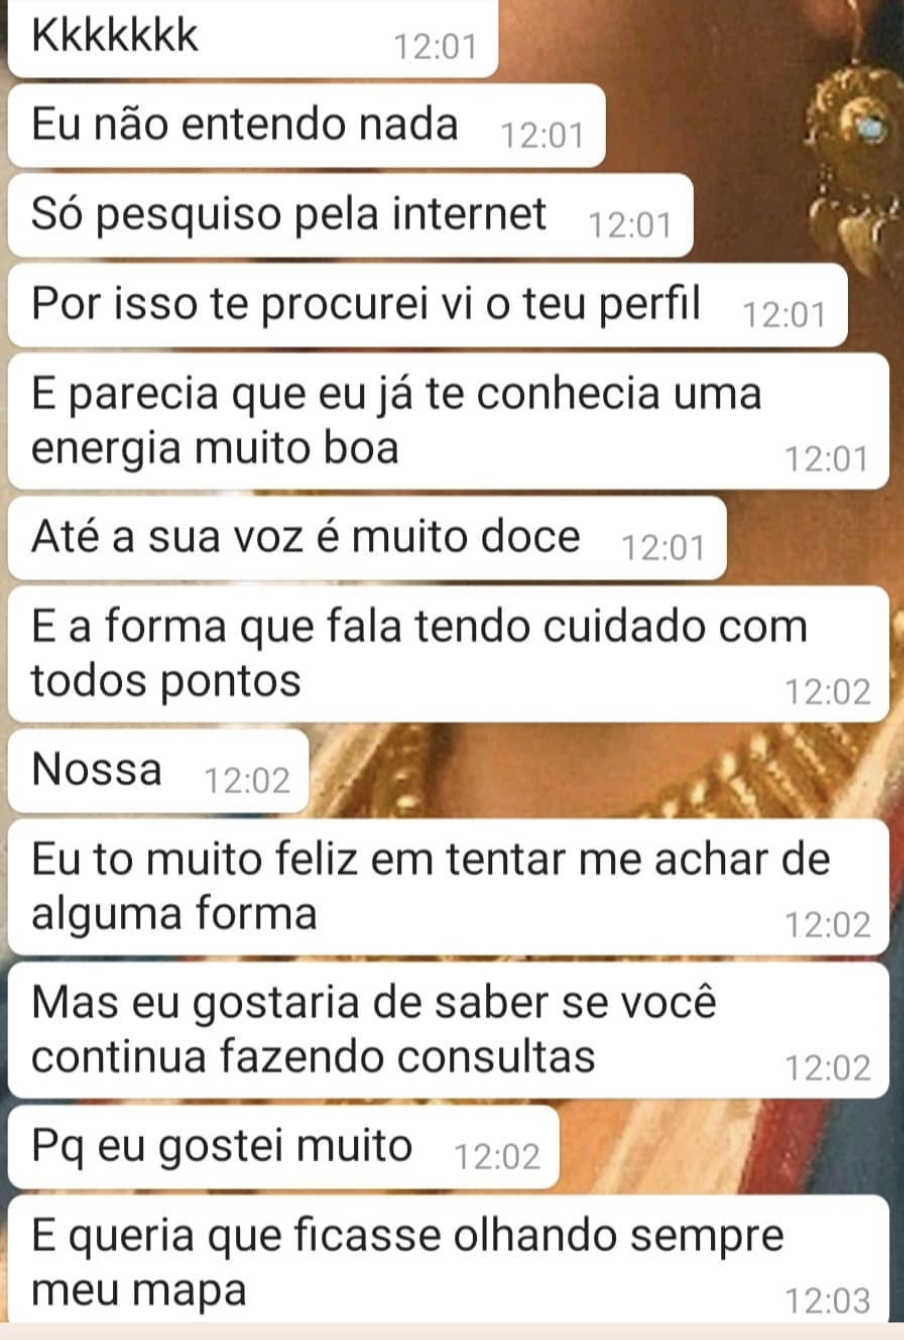 Kkkkkkk 12:01
Eu não entendo nada 12:01
Só pesquiso pela internet 12:01
Por isso te procurei vi o teu perfil 12:01
E parecia que eu já te conhecia uma
energia muito boa 12:01
Até a sua voz é muito doce 12:01
E a forma que fala tendo cuidado com
todos pontos 12:02
Nossa 12:02
Eu to muito feliz em tentar me achar de
alguma forma 12:02
Mas eu gostaria de saber se você
continua fazendo consultas 12:02
Pq eu gostei muito 12:02
E queria que ficasse olhando sempre
meu mapa 12:03